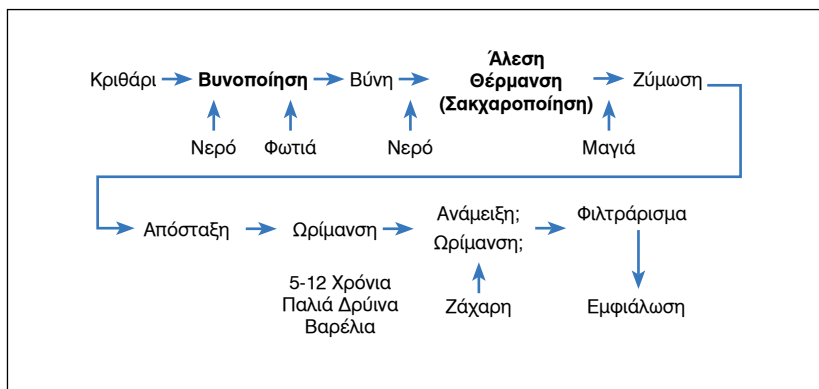 Κριθάρι Βυνοποίηση Βύνη Άλεση
Θέρμανση
(Σακχαροποίηση) Ζύμωση
Νερό Φωτιά Νερό Μαγιά
Απόσταξη Ωρίμανση Ανάμειξη;
Ωρίμανση; Φιλτράρισμα
5-12 Χρόνια
Παλιά Δρύινα
Βαρέλια
Ζάχαρη Εμφιάλωση